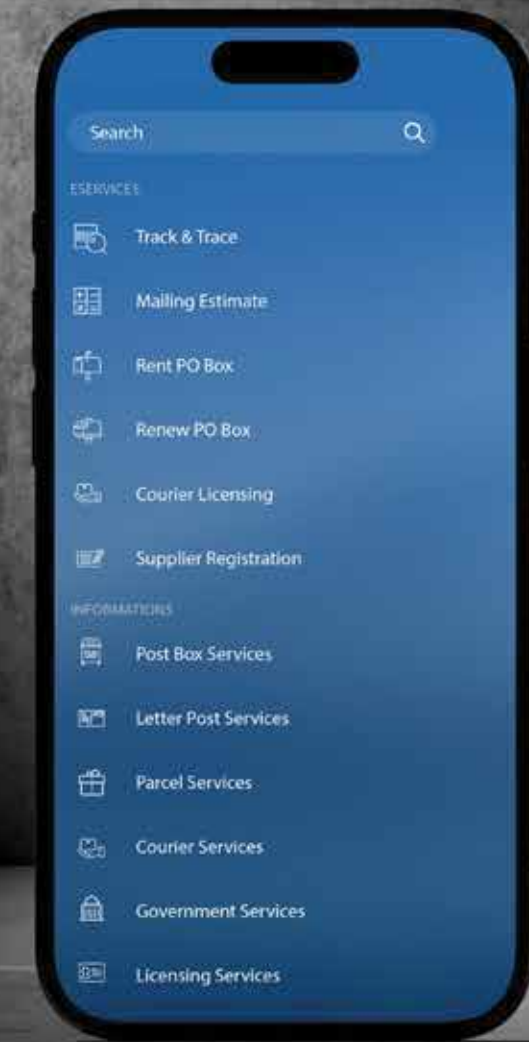 Search
ESERVICES
Track & Trace
Mailing Estimate
Rent PO Box
Renew PO Box
Courier Licensing
Supplier Registration
INFORMATIONS
Post Box Services
Letter Post Services
Parcel Services
Courier Services
Government Services
Licensing Services